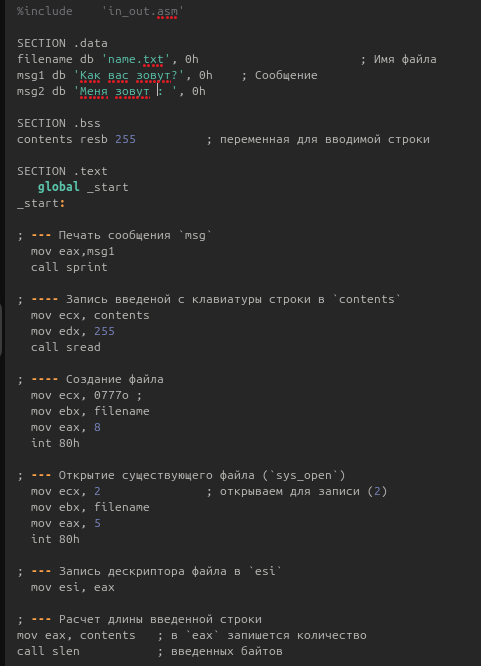 %include    'in_out.asm'
SECTION .data
filename db 'name.txt', 0h                       ; Имя файла
msg1 db 'Как вас зовут?', 0h    ; Сообщение
msg2 db 'Меня зовут : ', 0h
SECTION .bss
contents resb 255          ; переменная для вводимой строки
SECTION .text
   global _start
_start:
; --- Печать сообщения `msg`
  mov eax,msg1
  call sprint
; ---- Запись введеной с клавиатуры строки в `contents`
  mov ecx, contents
  mov edx, 255
  call sread
; ---- Создание файла
  mov ecx, 0777o ;
  mov ebx, filename
  mov eax, 8
  int 80h
; --- Открытие существующего файла (`sys_open`)
  mov ecx, 2               ; открываем для записи (2)
  mov ebx, filename
  mov eax, 5
  int 80h
; --- Запись дескриптора файла в `esi`
  mov esi, eax
; --- Расчет длины введенной строки
mov eax, contents   ; в `eax` запишется количество
call slen           ; введенных байтов